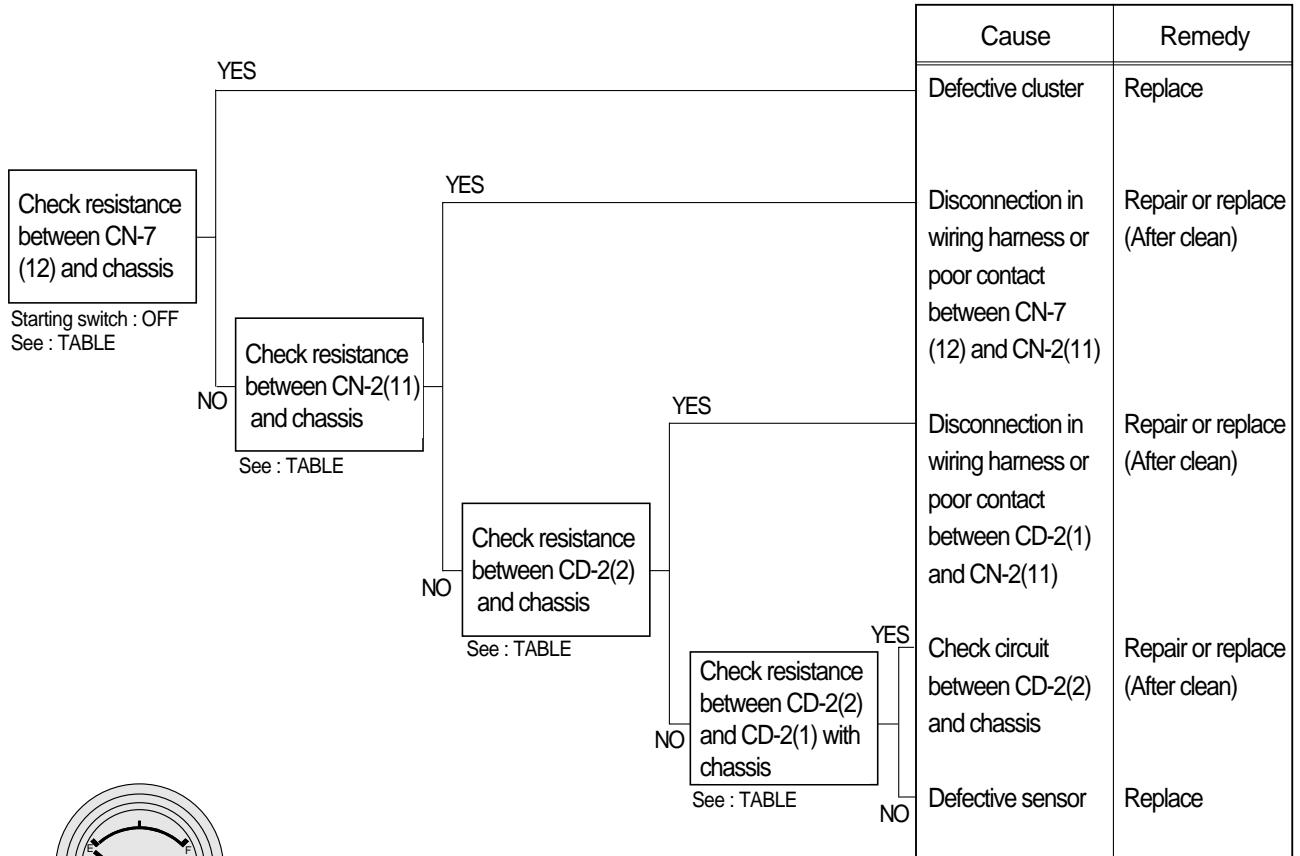 Cause
Remedy
YES
Defective cluster
Replace
Check resistance
between CN-7
(12) and chassis
Starting switch : OFF
See : TABLE
YES
Disconnection in
wiring harness or
poor contact
between CN-7
(12) and CN-2(11)
Repair or replace
(After clean)
NO
Check resistance
between CN-2(11)
and chassis
See : TABLE
YES
Disconnection in
wiring harness or
poor contact
between CD-2(1)
and CN-2(11)
Repair or replace
(After clean)
NO
Check resistance
between CD-2(2)
and chassis
See : TABLE
YES
Check circuit
between CD-2(2)
and chassis
Repair or replace
(After clean)
NO
Check resistance
between CD-2(2)
and CD-2(1) with
chassis
See : TABLE
NO
Defective sensor
Replace
E
F